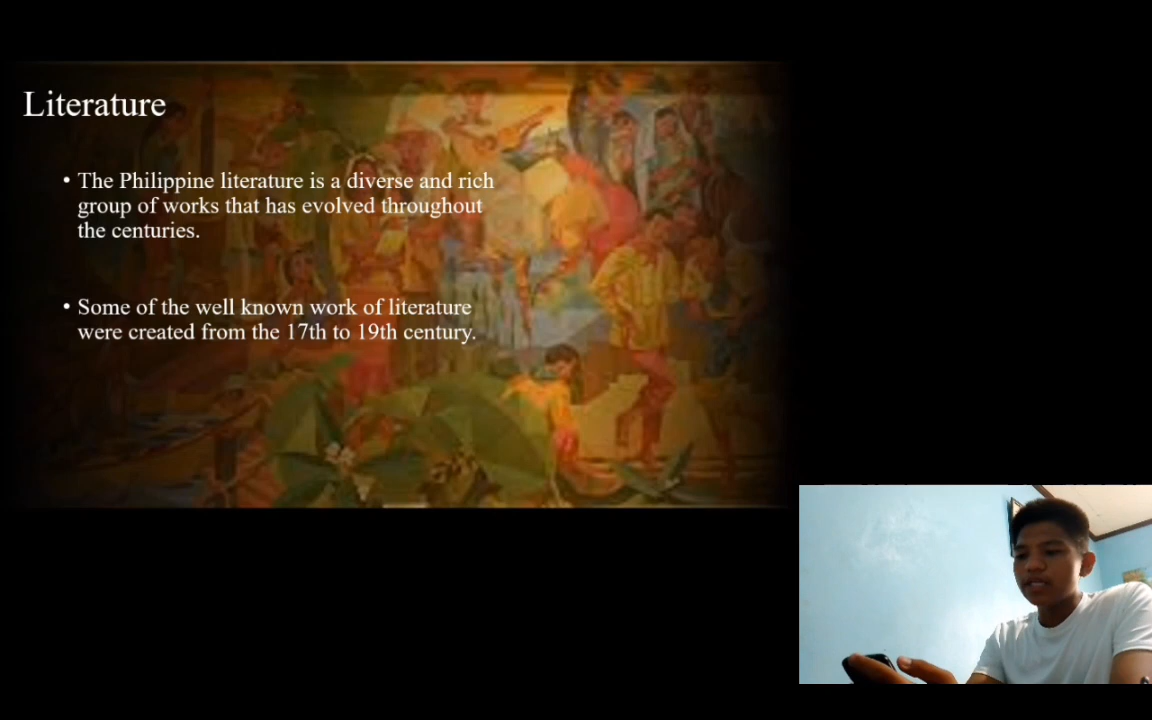 Literature
• The Philippine literature is a diverse and rich
group of works that has evolved throughout
the centuries.
• Some of the well known work of literature
were created from the 17th to 19th century.